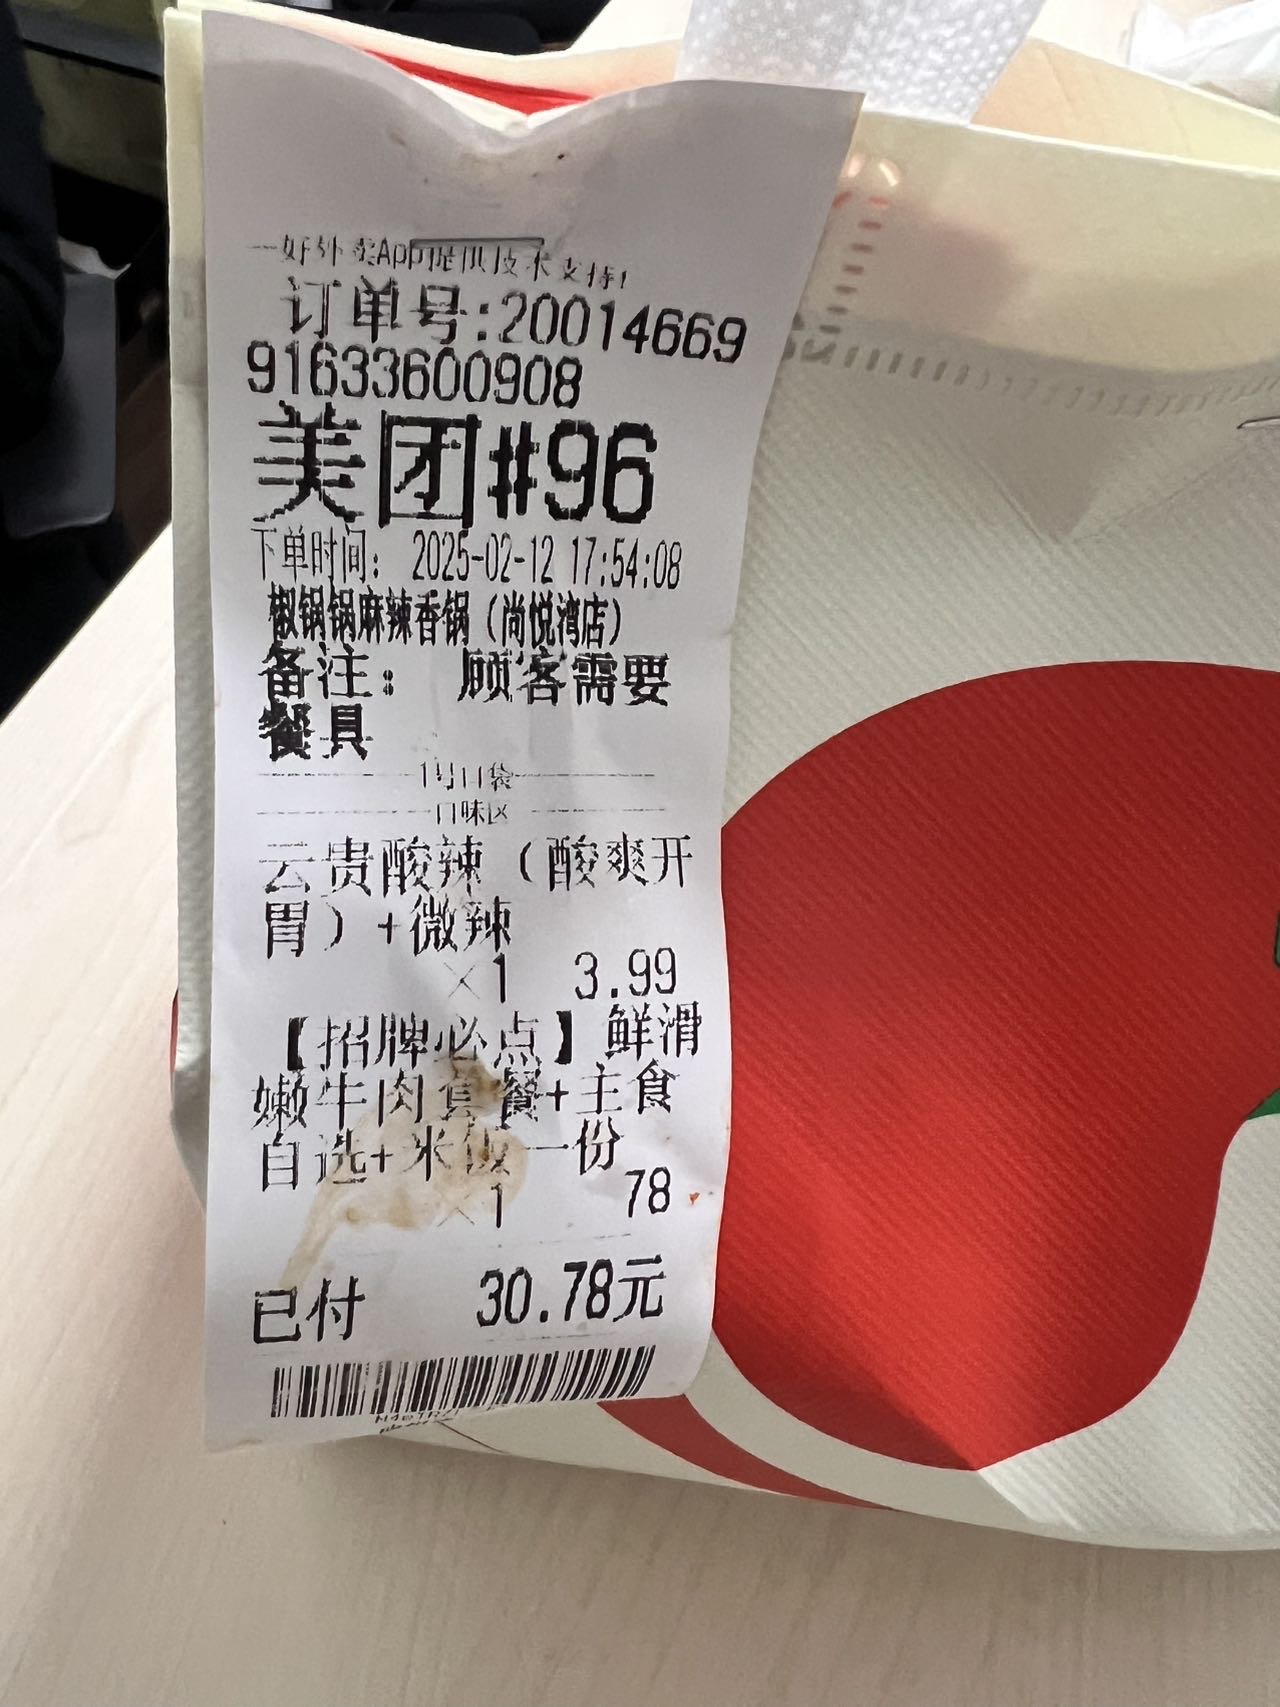 一好外卖App提供技术支持!
订单号:20014669
91633600908
美团#96
下单时间: 2025-02-12 17:54:08
椒锅锅麻辣香锅(尚悦湾店)
备注: 顾客需要
餐具
1号口袋
口味区
云贵酸辣(酸爽开
胃)+微辣
×1 3.99
【招牌必点】鲜滑
嫩牛肉套餐+主食
自选+米饭一份
×1 78
已付 30.78元